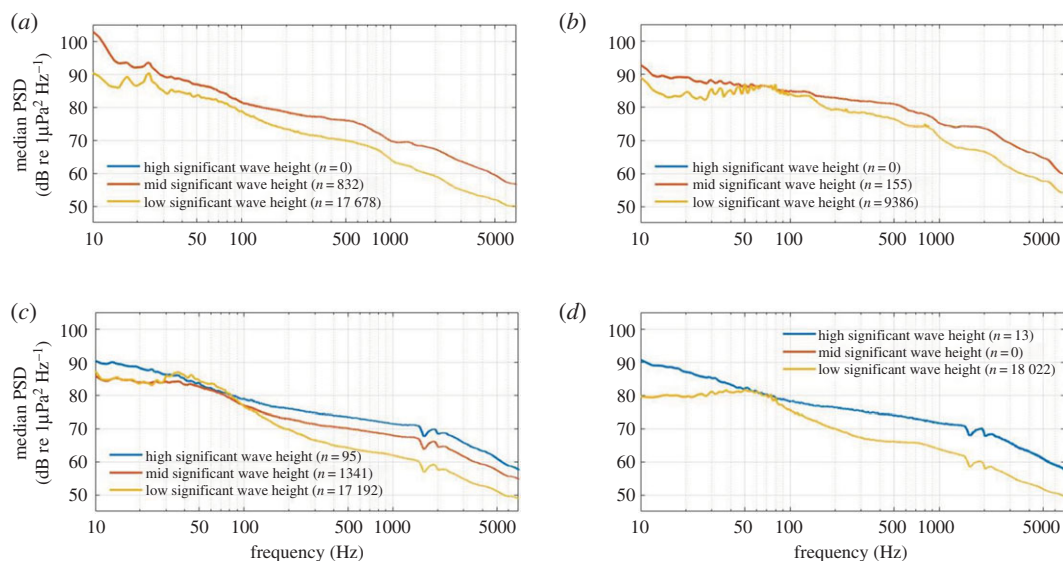 (a)
median PSD
(dB re 1µPa² Hz⁻¹)
100
90
80
70
60
50
high significant wave height (n = 0)
mid significant wave height (n = 832)
low significant wave height (n = 17 678)
10 50 100 500 1000 5000
(b)
100
90
80
70
60
50
high significant wave height (n = 0)
mid significant wave height (n = 155)
low significant wave height (n = 9386)
10 50 100 500 1000 5000
(c)
median PSD
(dB re 1µPa² Hz⁻¹)
100
90
80
70
60
50
high significant wave height (n = 95)
mid significant wave height (n = 1341)
low significant wave height (n = 17 192)
10 50 100 500 1000 5000
frequency (Hz)
(d)
100
90
80
70
60
50
high significant wave height (n = 13)
mid significant wave height (n = 0)
low significant wave height (n = 18 022)
10 50 100 500 1000 5000
frequency (Hz)